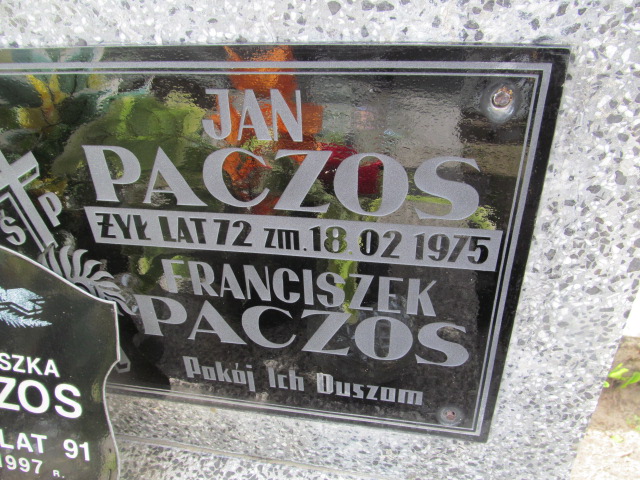 JAN
PACZOS
ŻYŁ LAT 72 zm. 18.02 1975
FRANCISZEK
PACZOS
Pokój Ich Duszom
S P
SZKA
ZOS
LAT 91
1997 R.